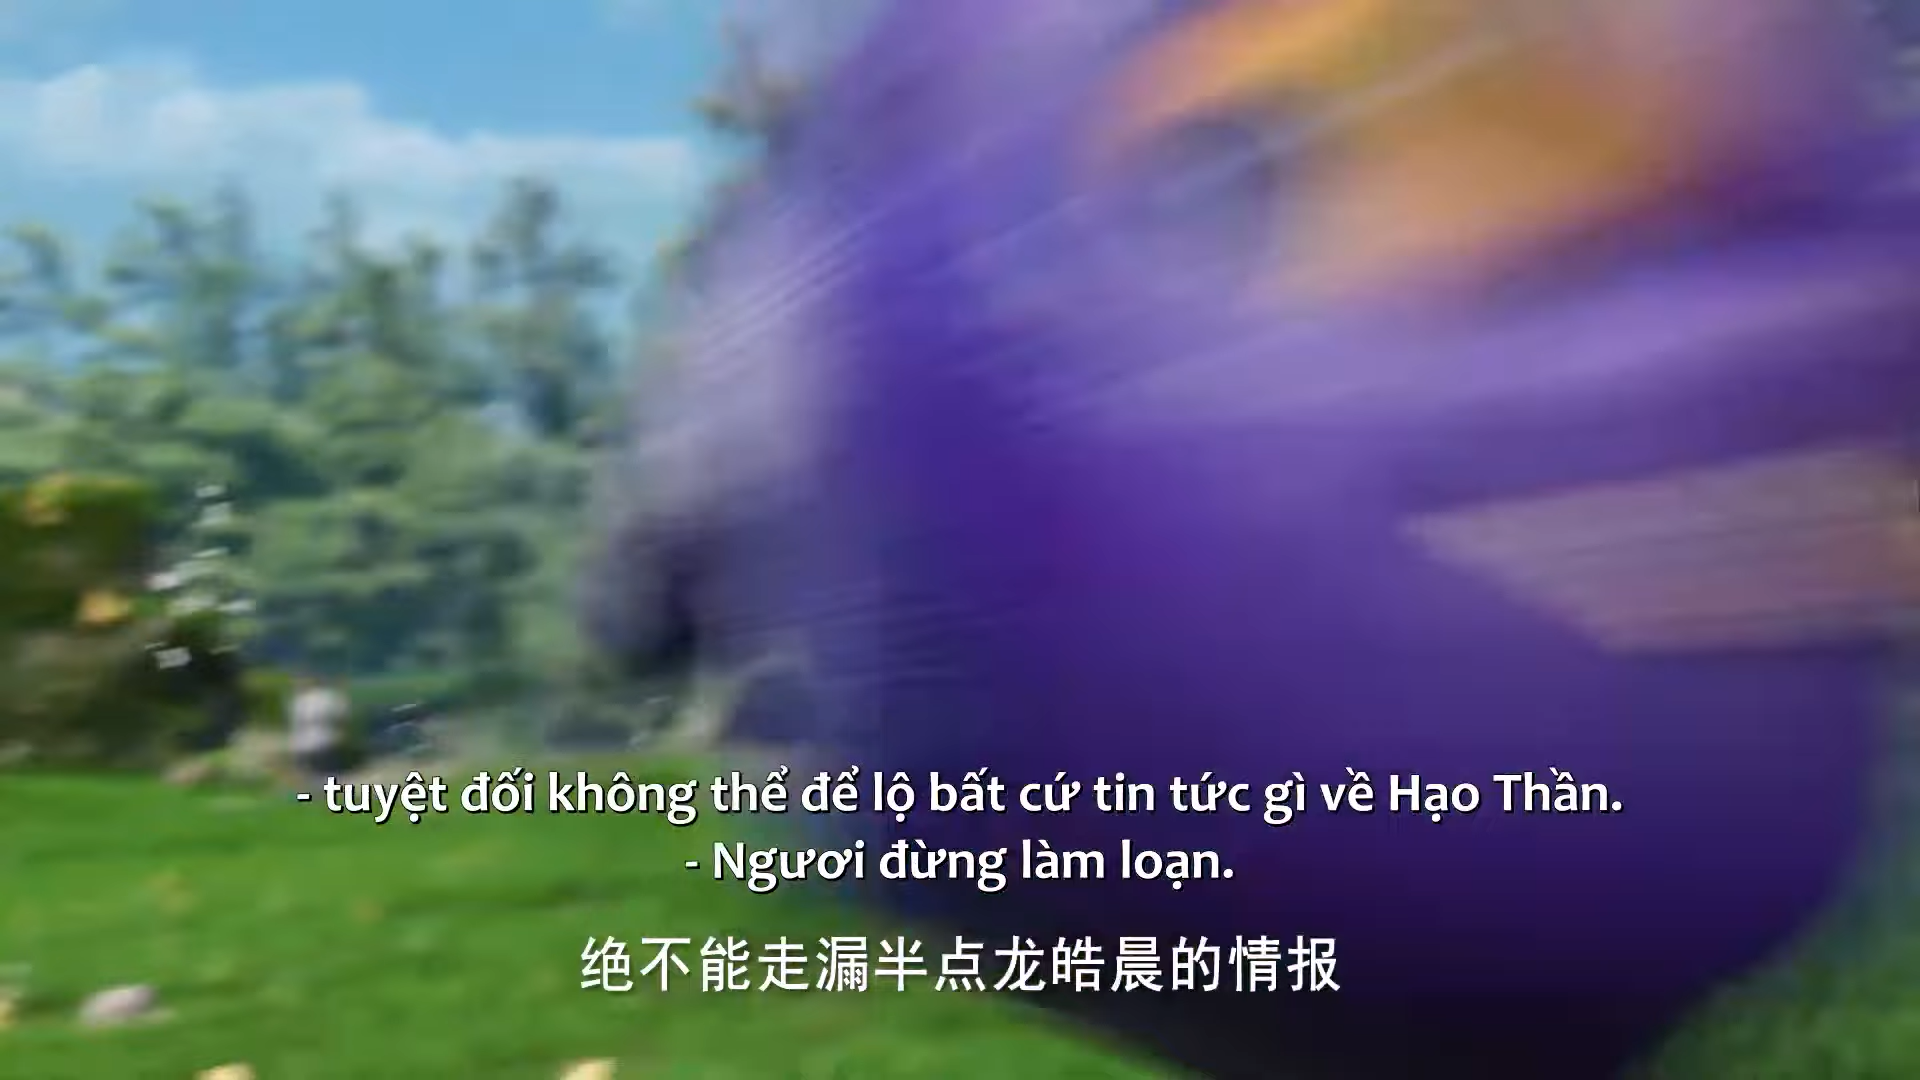 - tuyệt đối không thể để lộ bất cứ tin tức gì về Hạo Thần.
- Ngươi đừng làm loạn.
绝不能走漏半点龙皓晨的情报